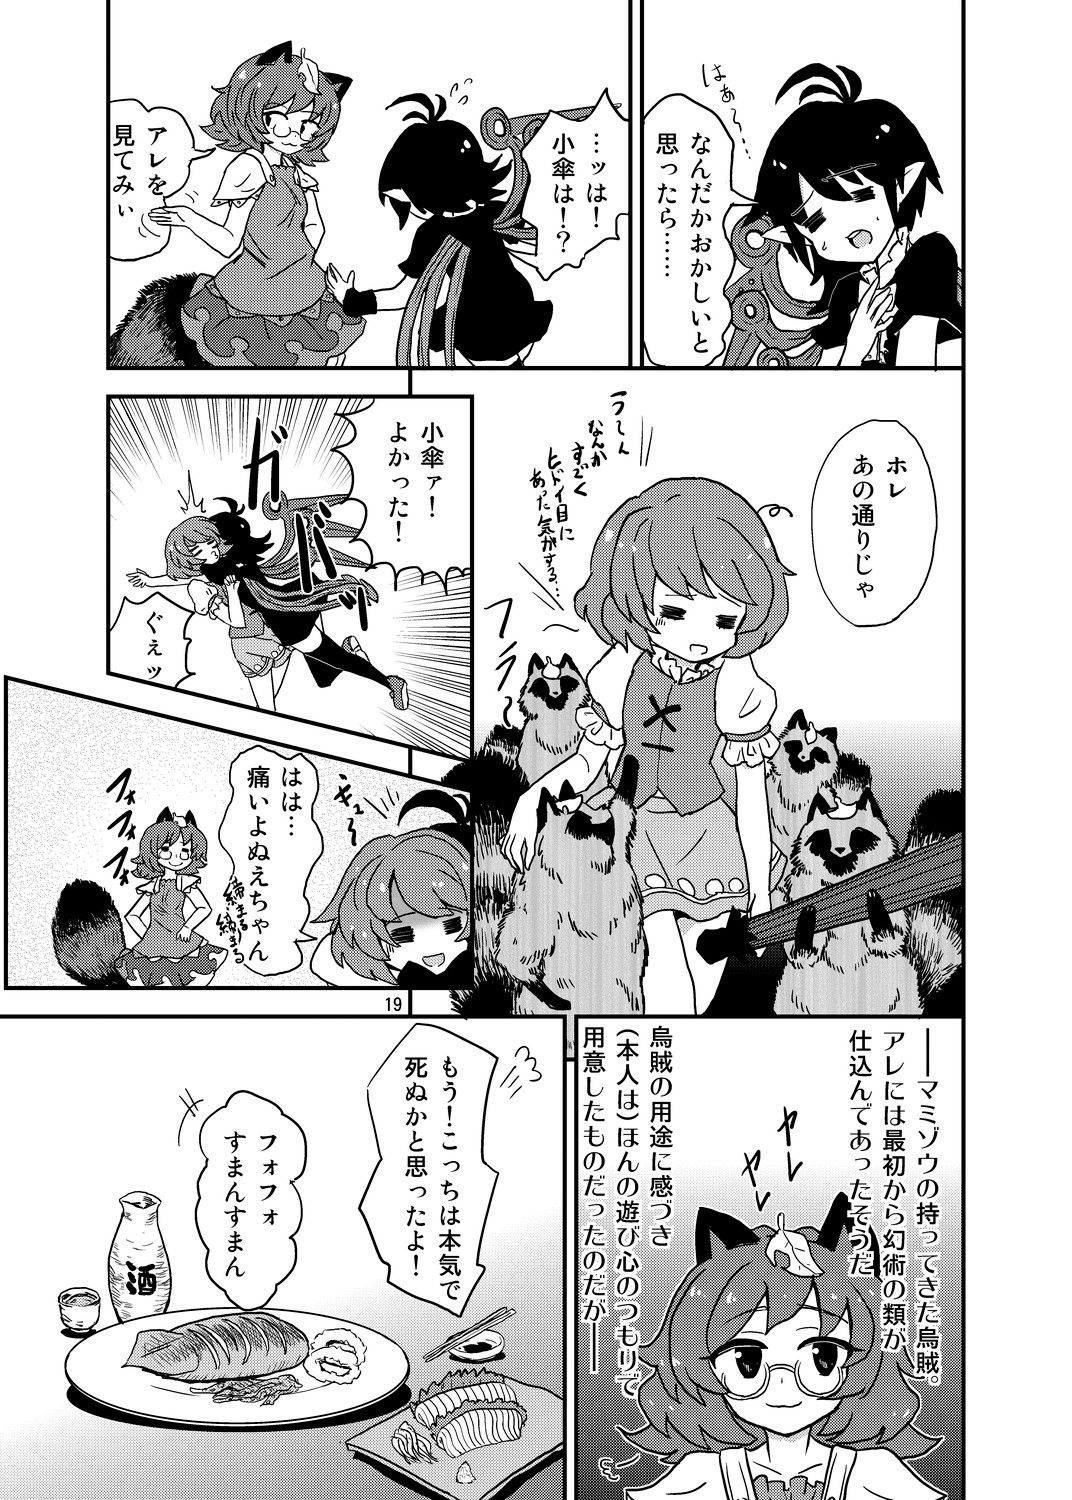 はぁ～
なんだかおかしいと
思ったら……
…ッは！
小傘は！？
アレを
見てみぃ
ホレ
あの通りじゃ
うーん
なんか
すごく
ヒドイ目に
あった気がする…
フラフラ
小傘ァ！
よかった！
ガバババ
ぐぇッ
キュ～
はは…
痛いよぬえちゃん
締まる締まる
フォフォフォ
19
――マミゾウの持ってきた烏賊。
アレには最初から幻術の類が
仕込んであったそうだ
烏賊の用途に感づき
（本人は）ほんの遊び心のつもりで
用意したものだったのだが――
ヤレヤレ
もう！こっちは本気で
死ぬかと思ったよ！
フォフォ
すまんすまん
酒